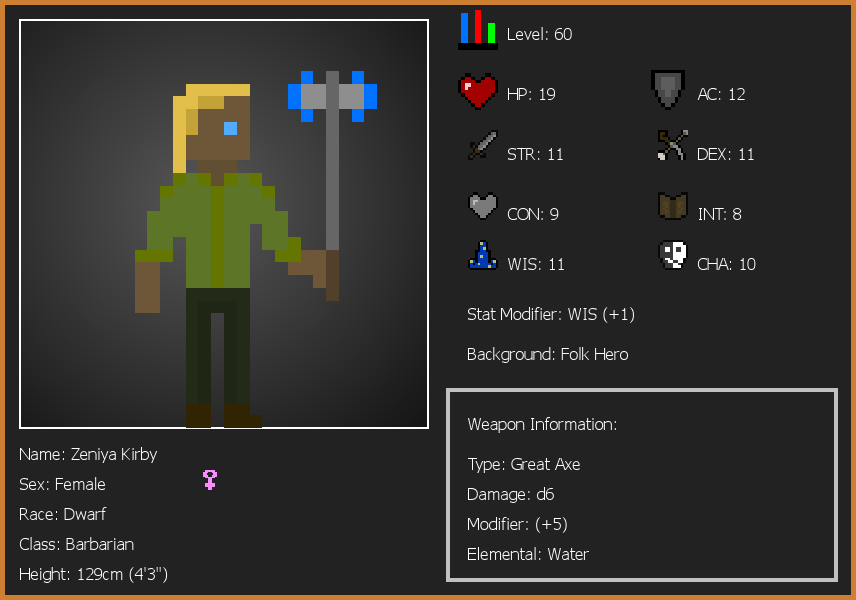 Level: 60
HP: 19
AC: 12
STR: 11
DEX: 11
CON: 9
INT: 8
WIS: 11
CHA: 10
Stat Modifier: WIS (+1)
Background: Folk Hero
Weapon Information:
Type: Great Axe
Damage: d6
Modifier: (+5)
Elemental: Water
Name: Zeniya Kirby
Sex: Female
Race: Dwarf
Class: Barbarian
Height: 129cm (4'3")